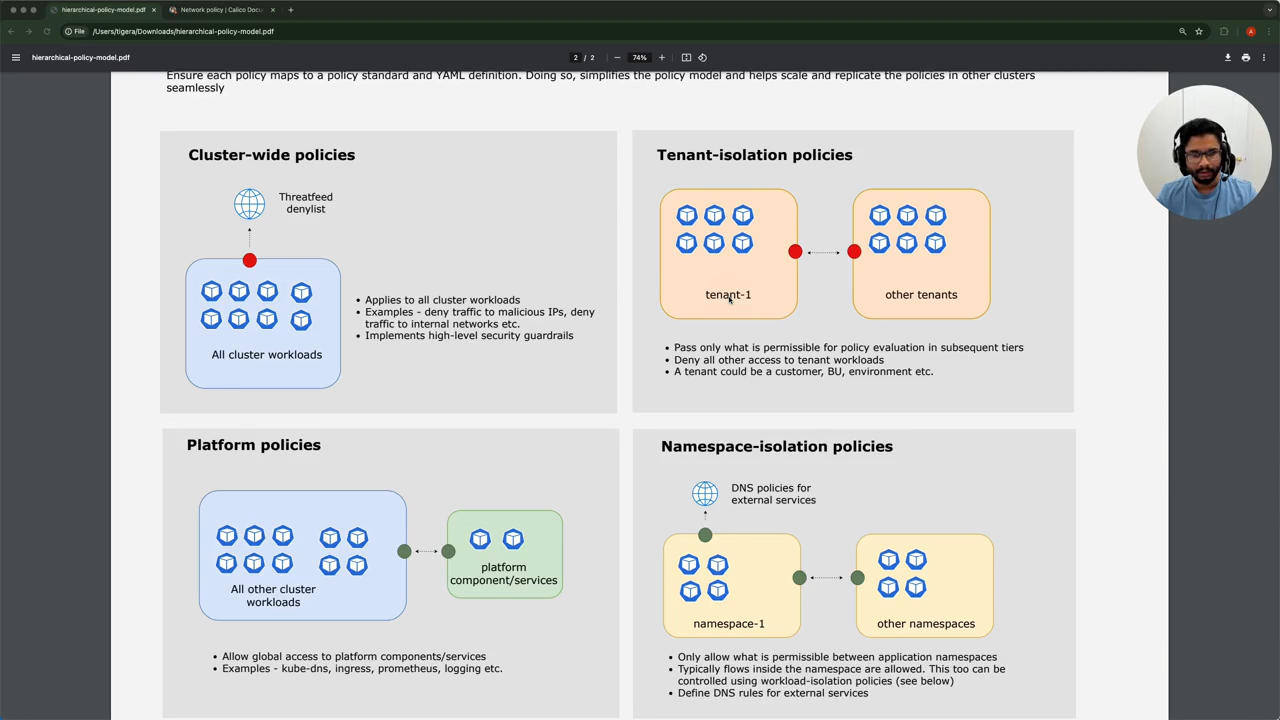 hierarchical-policy-model.pdf
Network policy | Calico Docu
File
/Users/tigera/Downloads/hierarchical-policy-model.pdf
A
hierarchical-policy-model.pdf
2 / 2
74%
Ensure each policy maps to a policy standard and YAML definition. Doing so, simplifies the policy model and helps scale and replicate the policies in other clusters
seamlessly
Cluster-wide policies
Threatfeed
denylist
All cluster workloads
• Applies to all cluster workloads
• Examples - deny traffic to malicious IPs, deny
traffic to internal networks etc.
• Implements high-level security guardrails
Tenant-isolation policies
tenant-1
other tenants
• Pass only what is permissible for policy evaluation in subsequent tiers
• Deny all other access to tenant workloads
• A tenant could be a customer, BU, environment etc.
Platform policies
All other cluster
workloads
platform
component/services
• Allow global access to platform components/services
• Examples - kube-dns, ingress, prometheus, logging etc.
Namespace-isolation policies
DNS policies for
external services
namespace-1
other namespaces
• Only allow what is permissible between application namespaces
• Typically flows inside the namespace are allowed. This too can be
controlled using workload-isolation policies (see below)
• Define DNS rules for external services